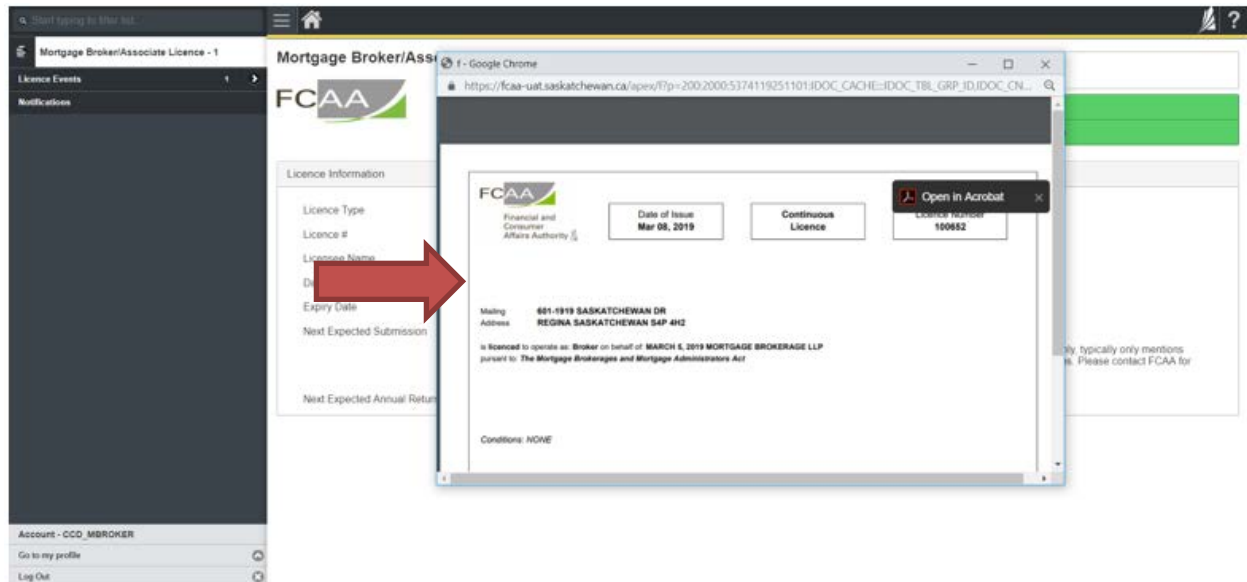 Start typing to filter list...
?
Mortgage Broker/Associate Licence - 1
Licence Events 1
Notifications
Mortgage Broker/Ass
FCAA
Licence Information
Licence Type
Licence #
Licensee Name
Expiry Date
Next Expected Submission
Next Expected Annual Retur
f - Google Chrome
https://fcaa-uat.saskatchewan.ca/apex/f?p=200:2000:5374119251101:IDOC_CACHE::IDOC_TBL_GRP_ID,IDOC_CN...
FCAA
Financial and
Consumer
Affairs Authority
Date of Issue
Mar 08, 2019
Continuous
Licence
Open in Acrobat
Licence Number
100652
Mailing 601-1919 SASKATCHEWAN DR
Address REGINA SASKATCHEWAN S4P 4H2
is licenced to operate as: Broker on behalf of: MARCH 5, 2019 MORTGAGE BROKERAGE LLP
pursuant to: The Mortgage Brokerages and Mortgage Administrators Act
Conditions: NONE
typically only mentions
Please contact FCAA for
Account - CCD_MBROKER
Go to my profile
Log Out